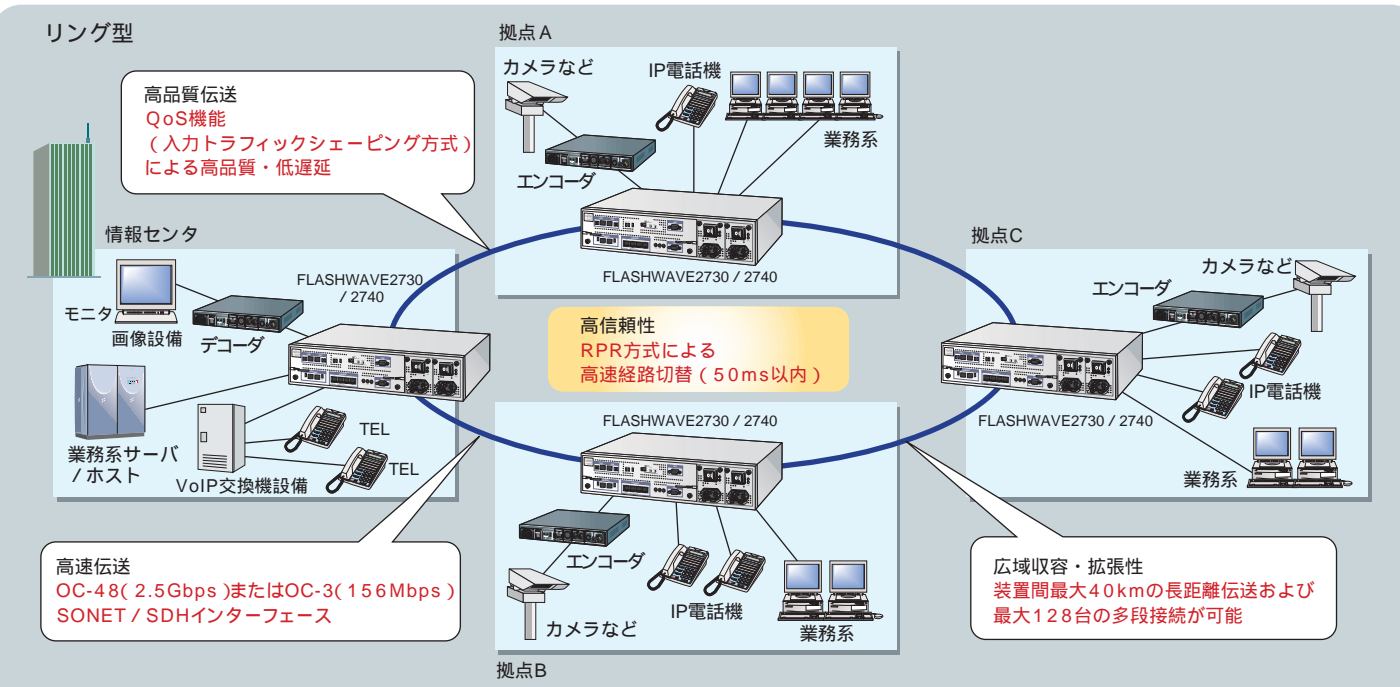 リング型
高品質伝送
QoS機能
(入力トラフィックシェーピング方式)
による高品質・低遅延
拠点A
カメラなど
IP電話機
業務系
エンコーダ
FLASHWAVE2730 / 2740
情報センタ
FLASHWAVE2730
/ 2740
モニタ
画像設備
デコーダ
業務系サーバ
/ ホスト
VoIP交換機設備
TEL
TEL
高信頼性
RPR方式による
高速経路切替(50ms以内)
拠点C
カメラなど
エンコーダ
IP電話機
FLASHWAVE2730 / 2740
業務系
FLASHWAVE2730 / 2740
エンコーダ
IP電話機
カメラなど
業務系
拠点B
高速伝送
OC-48(2.5Gbps)またはOC-3(156Mbps)
SONET / SDHインターフェース
広域収容・拡張性
装置間最大40kmの長距離伝送および
最大128台の多段接続が可能